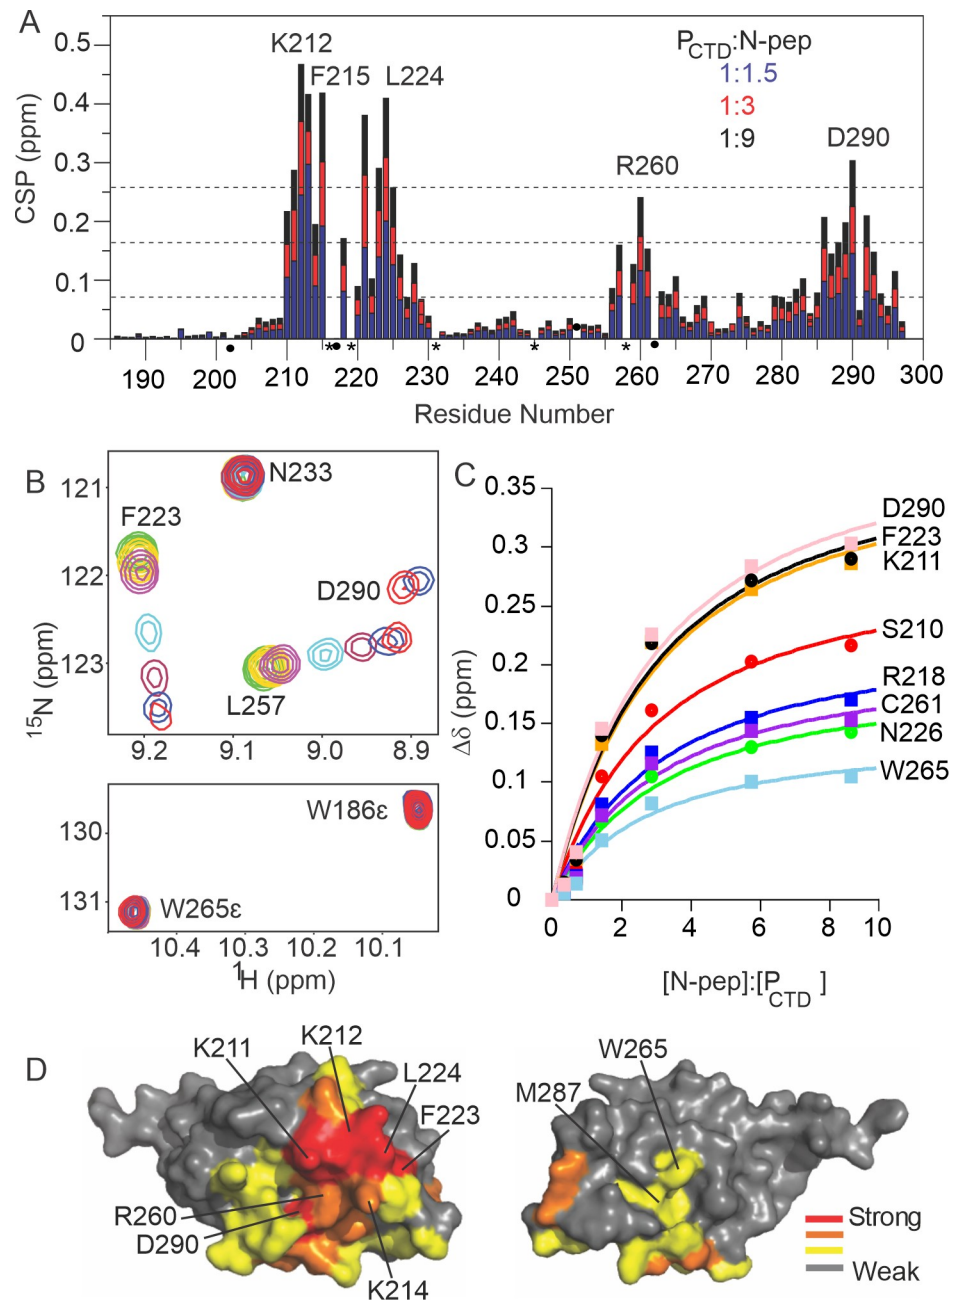 A
CSP (ppm)
0.5
0.4
0.3
0.2
0.1
0
K212
F215
L224
R260
D290
PCTD:N-pep
1:1.5
1:3
1:9
* * * * *
190 200 210 220 230 240 250 260 270 280 290 300
Residue Number
B
15N (ppm)
121
122
123
N233
F223
D290
L257
9.2 9.1 9.0 8.9
130
131
W186ε
W265ε
10.4 10.3 10.2 10.1
1H (ppm)
C
Δδ (ppm)
0.35
0.3
0.25
0.2
0.15
0.1
0.05
0
D290
F223
K211
S210
R218
C261
N226
W265
0 2 4 6 8 10
[N-pep]:[PCTD ]
D
K211
K212
L224
F223
R260
D290
K214
W265
M287
Strong
Weak